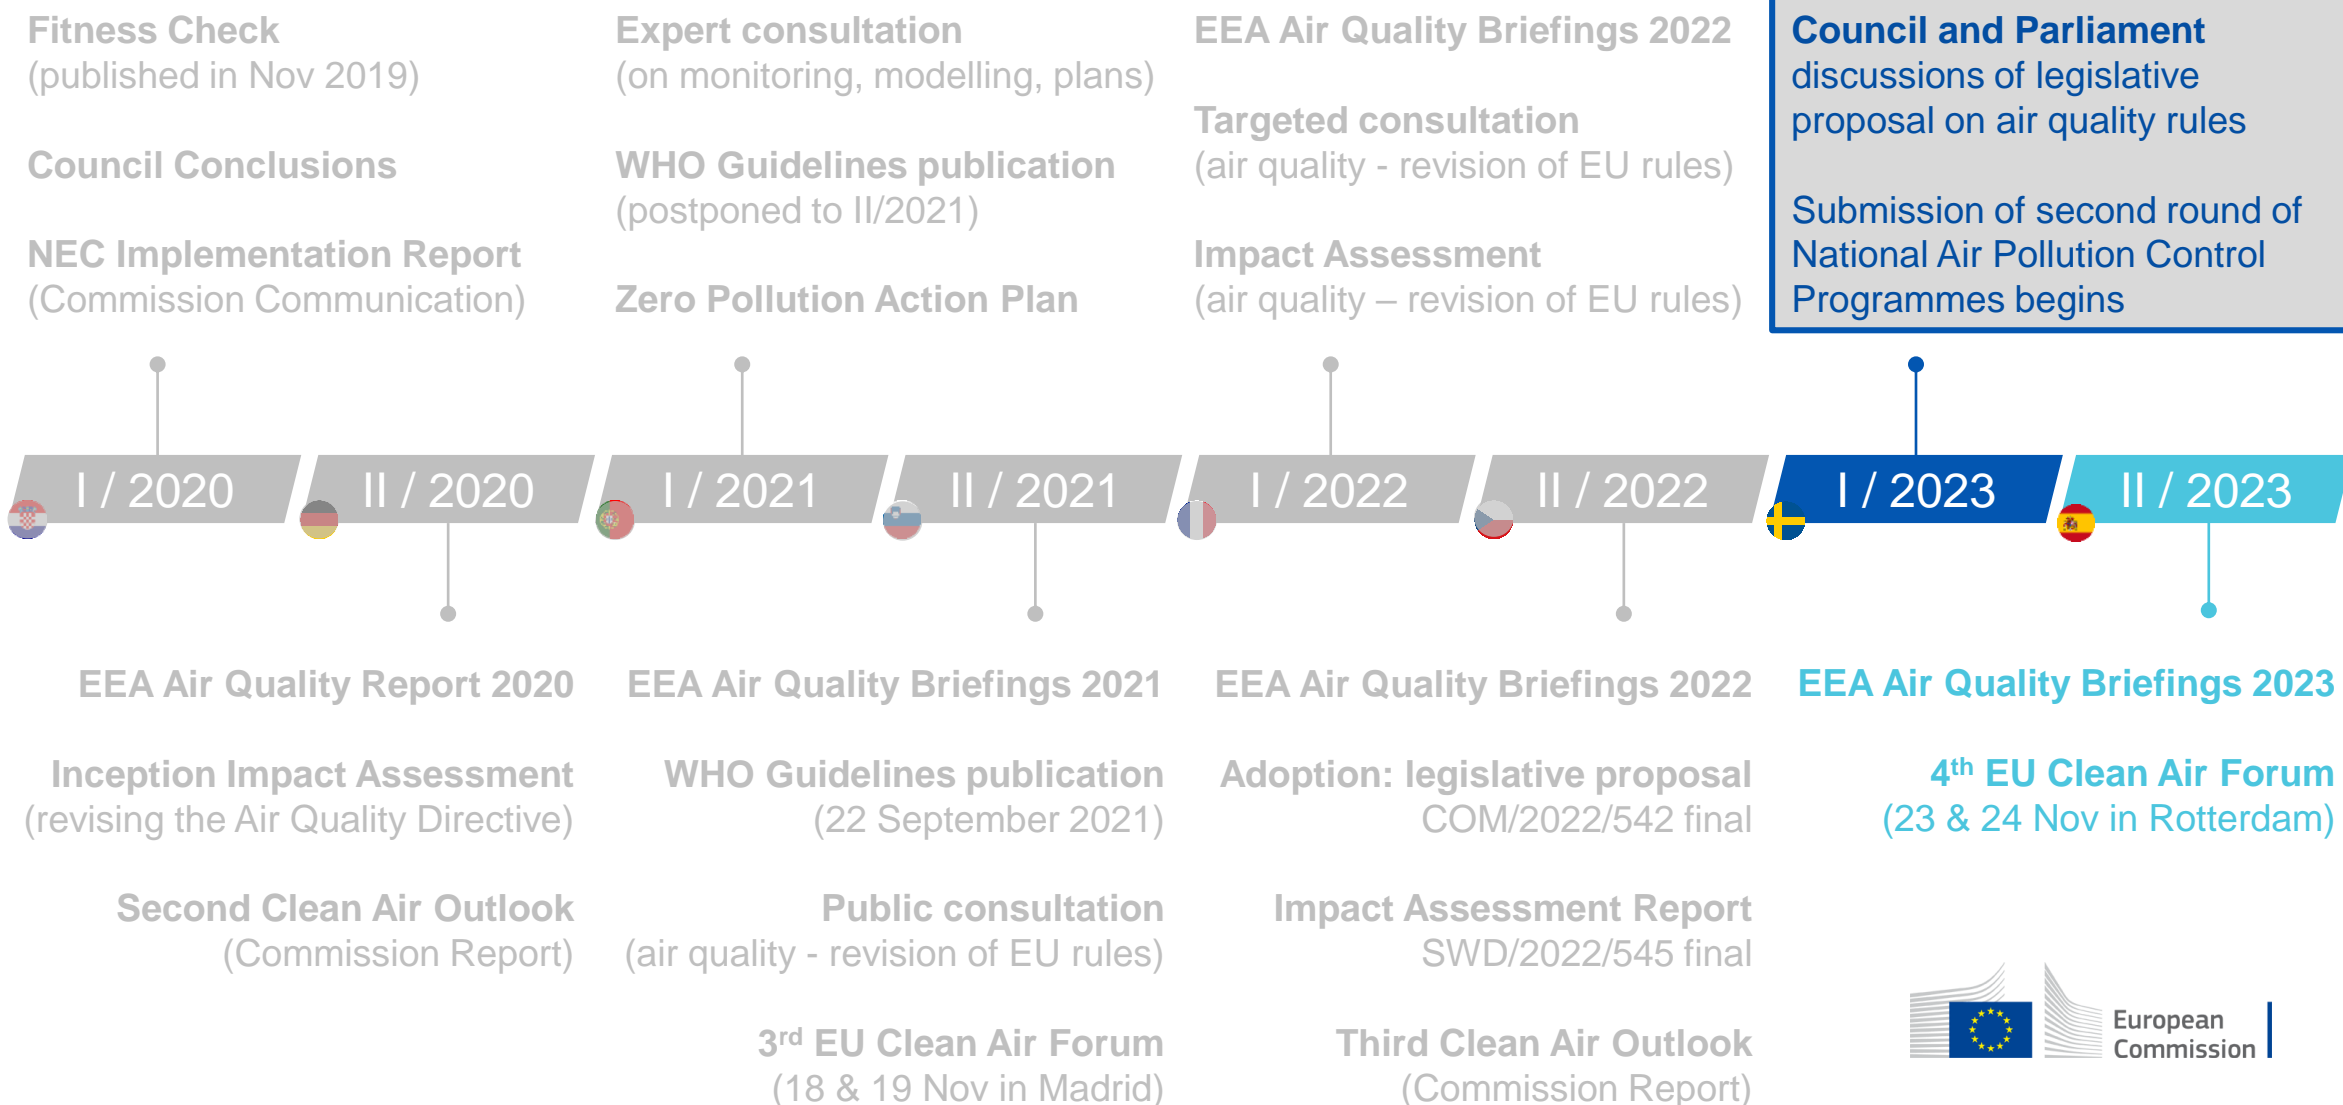 Fitness Check
(published in Nov 2019)
Council Conclusions
NEC Implementation Report
(Commission Communication)
Expert consultation
(on monitoring, modelling, plans)
WHO Guidelines publication
(postponed to II/2021)
Zero Pollution Action Plan
EEA Air Quality Briefings 2022
Targeted consultation
(air quality - revision of EU rules)
Impact Assessment
(air quality – revision of EU rules)
Council and Parliament
discussions of legislative
proposal on air quality rules
Submission of second round of
National Air Pollution Control
Programmes begins
I / 2020
II / 2020
I / 2021
II / 2021
I / 2022
II / 2022
I / 2023
II / 2023
EEA Air Quality Report 2020
Inception Impact Assessment
(revising the Air Quality Directive)
Second Clean Air Outlook
(Commission Report)
EEA Air Quality Briefings 2021
WHO Guidelines publication
(22 September 2021)
Public consultation
(air quality - revision of EU rules)
3rd EU Clean Air Forum
(18 & 19 Nov in Madrid)
EEA Air Quality Briefings 2022
Adoption: legislative proposal
COM/2022/542 final
Impact Assessment Report
SWD/2022/545 final
Third Clean Air Outlook
(Commission Report)
EEA Air Quality Briefings 2023
4th EU Clean Air Forum
(23 & 24 Nov in Rotterdam)
European
Commission